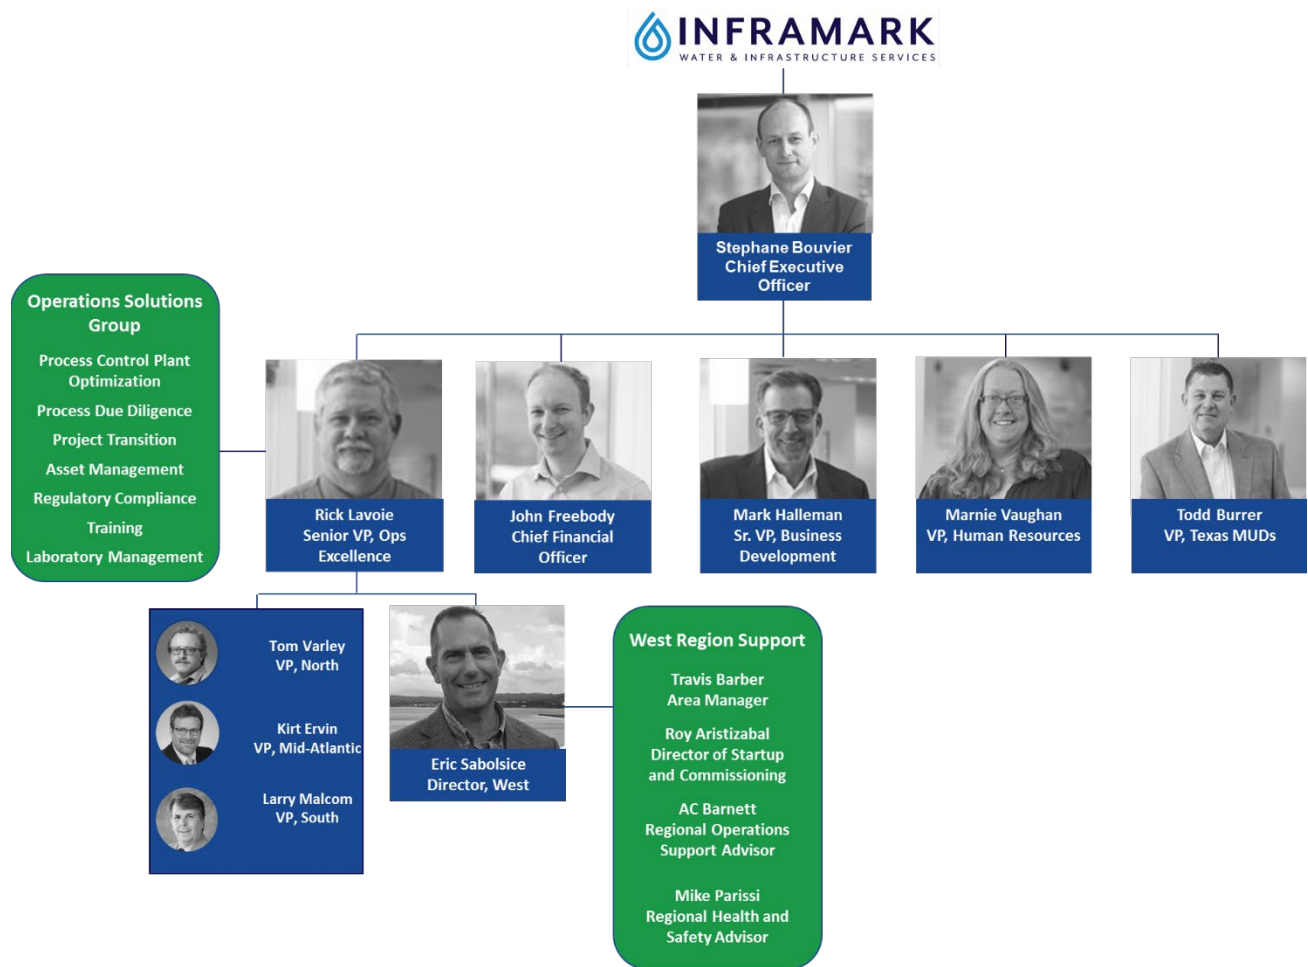 INFRAMARK
WATER & INFRASTRUCTURE SERVICES
Stephane Bouvier
Chief Executive
Officer
Operations Solutions
Group
Process Control Plant
Optimization
Process Due Diligence
Project Transition
Asset Management
Regulatory Compliance
Training
Laboratory Management
Rick Lavoie
Senior VP, Ops
Excellence
John Freebody
Chief Financial
Officer
Mark Halleman
Sr. VP, Business
Development
Marnie Vaughan
VP, Human Resources
Todd Burrer
VP, Texas MUDs
Tom Varley
VP, North
Kirt Ervin
VP, Mid-Atlantic
Larry Malcom
VP, South
Eric Sabolsice
Director, West
West Region Support
Travis Barber
Area Manager
Roy Aristizabal
Director of Startup
and Commissioning
AC Barnett
Regional Operations
Support Advisor
Mike Parissi
Regional Health and
Safety Advisor